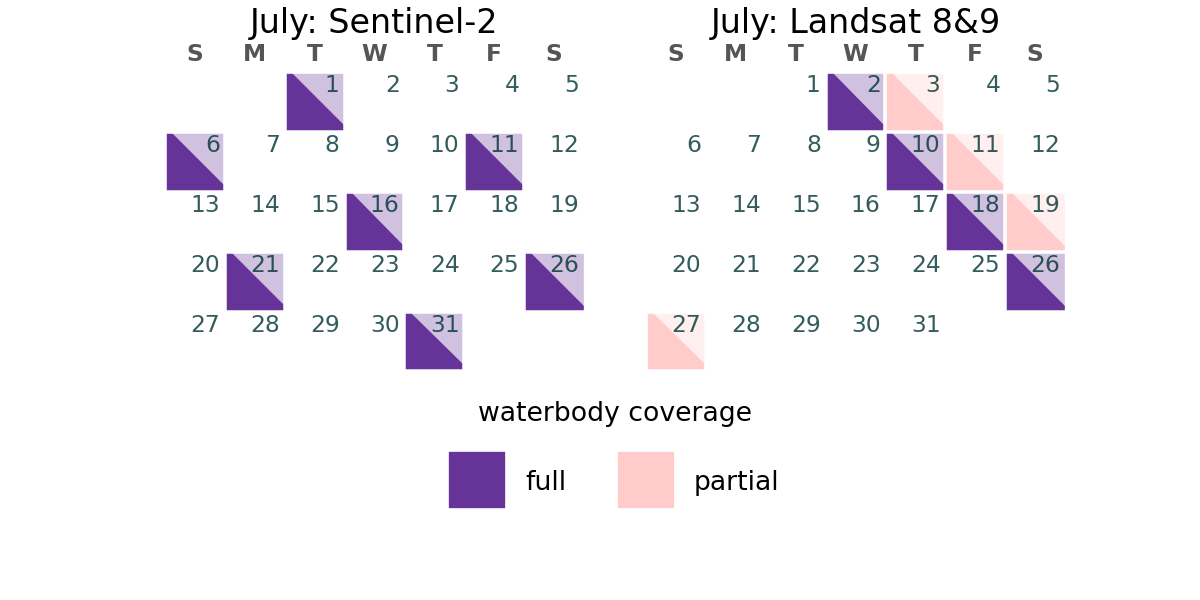 July: Sentinel-2
S M T W T F S
1 2 3 4 5
6 7 8 9 10 11 12
13 14 15 16 17 18 19
20 21 22 23 24 25 26
27 28 29 30 31
July: Landsat 8&9
S M T W T F S
1 2 3 4 5
6 7 8 9 10 11 12
13 14 15 16 17 18 19
20 21 22 23 24 25 26
27 28 29 30 31
waterbody coverage
full
partial